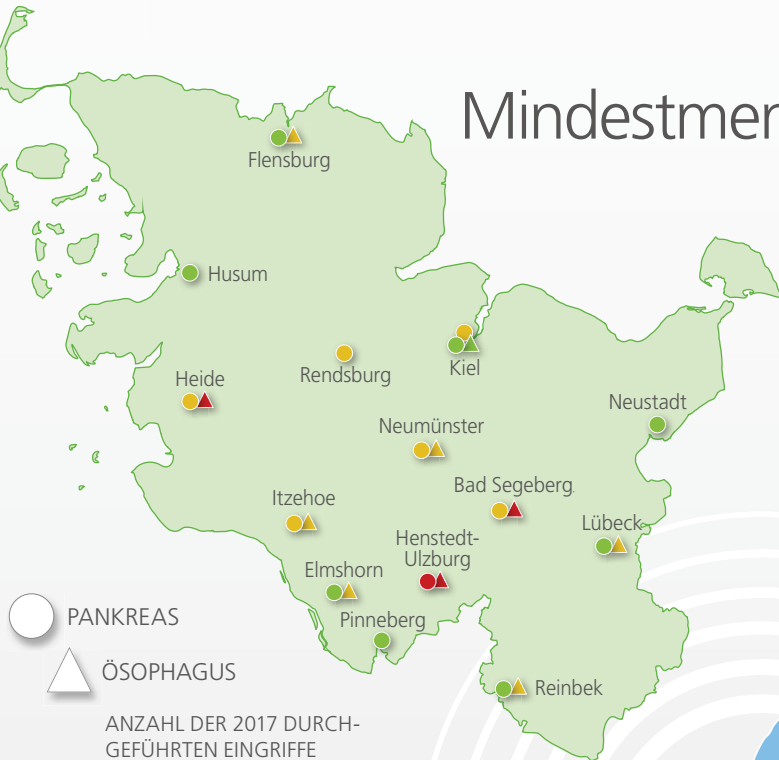 Mindestmen
Flensburg
Husum
Rendsburg
Kiel
Heide
Neustadt
Neumünster
Bad Segeberg
Itzehoe
Lübeck
Henstedt-
Ulzburg
Elmshorn
Pinneberg
Reinbek
PANKREAS
ÖSOPHAGUS
ANZAHL DER 2017 DURCH-
GEFÜHRTEN EINGRIFFE